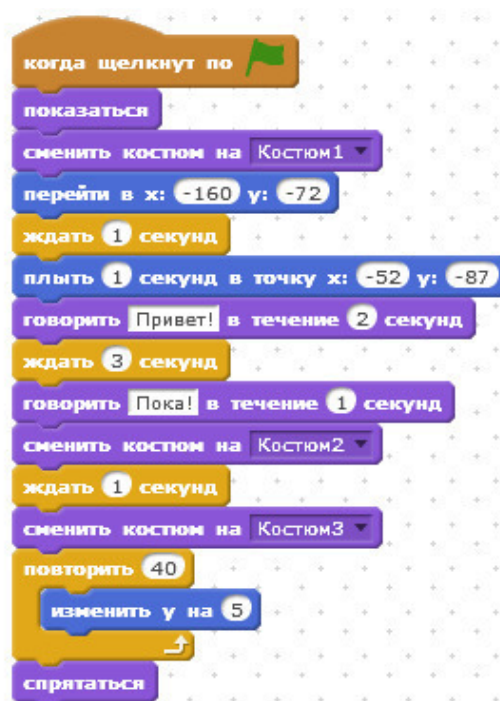 когда щелкнут по
показаться
сменить костюм на Костюм1
перейти в x: -160 y: -72
ждать 1 секунд
плыть 1 секунд в точку x: -52 y: -87
говорить Привет! в течение 2 секунд
ждать 3 секунд
говорить Пока! в течение 1 секунд
сменить костюм на Костюм2
ждать 1 секунд
сменить костюм на Костюм3
повторить 40
изменить y на 5
спрятаться